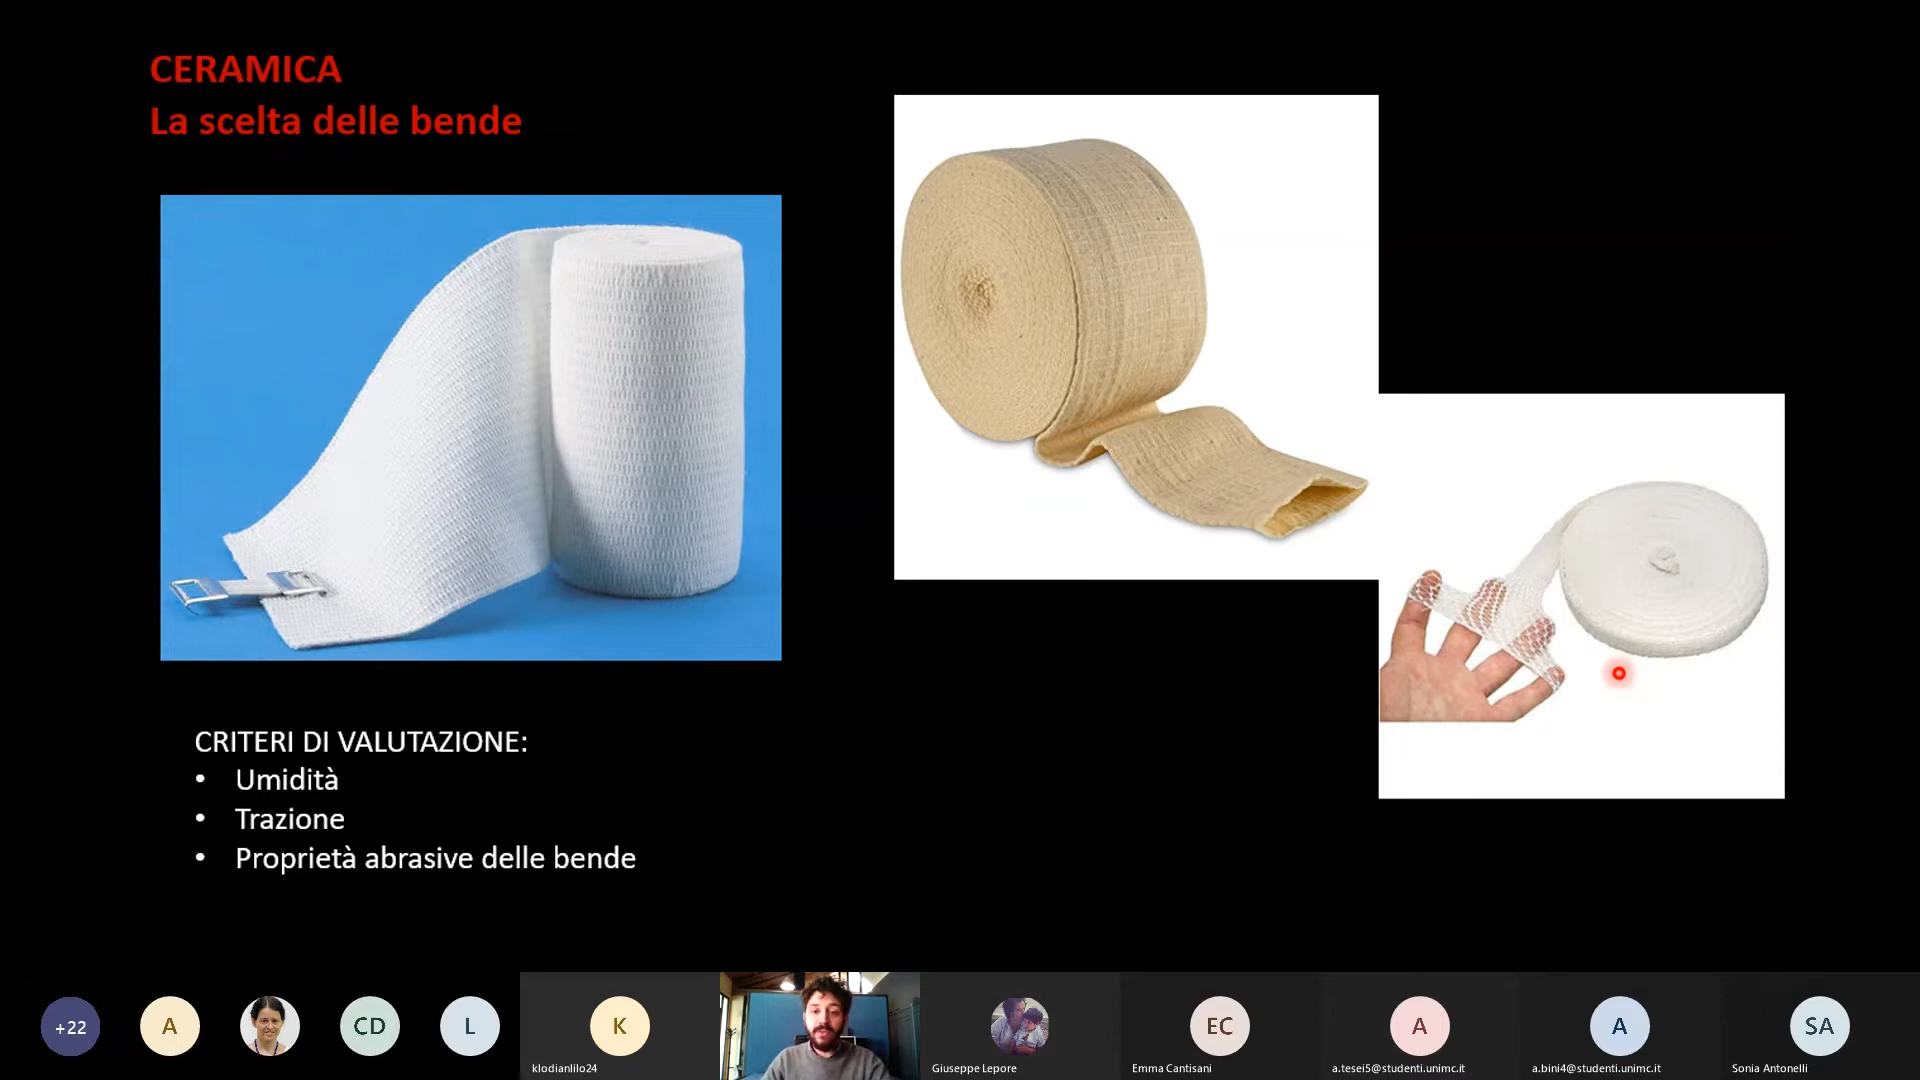 CERAMICA
La scelta delle bende
CRITERI DI VALUTAZIONE:
• Umidità
• Trazione
• Proprietà abrasive delle bende
+22
A
CD
L
K
EC
A
A
SA
klodianlilo24
Giuseppe Lepore
Emma Cantisani
a.tesei5@studenti.unimc.it
a.bini4@studenti.unimc.it
Sonia Antonelli